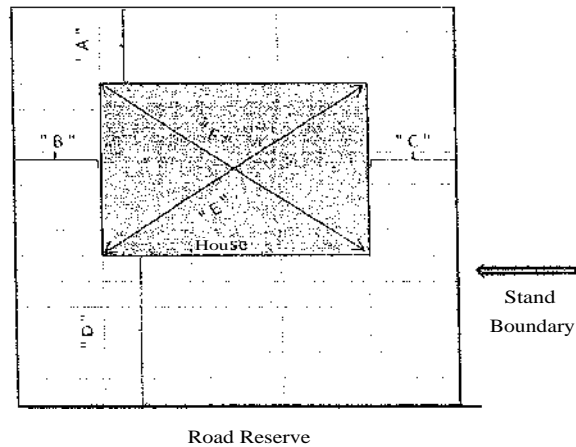 "A"
"B"
"C"
"E"
"E"
House
"D"
Stand
Boundary
Road Reserve